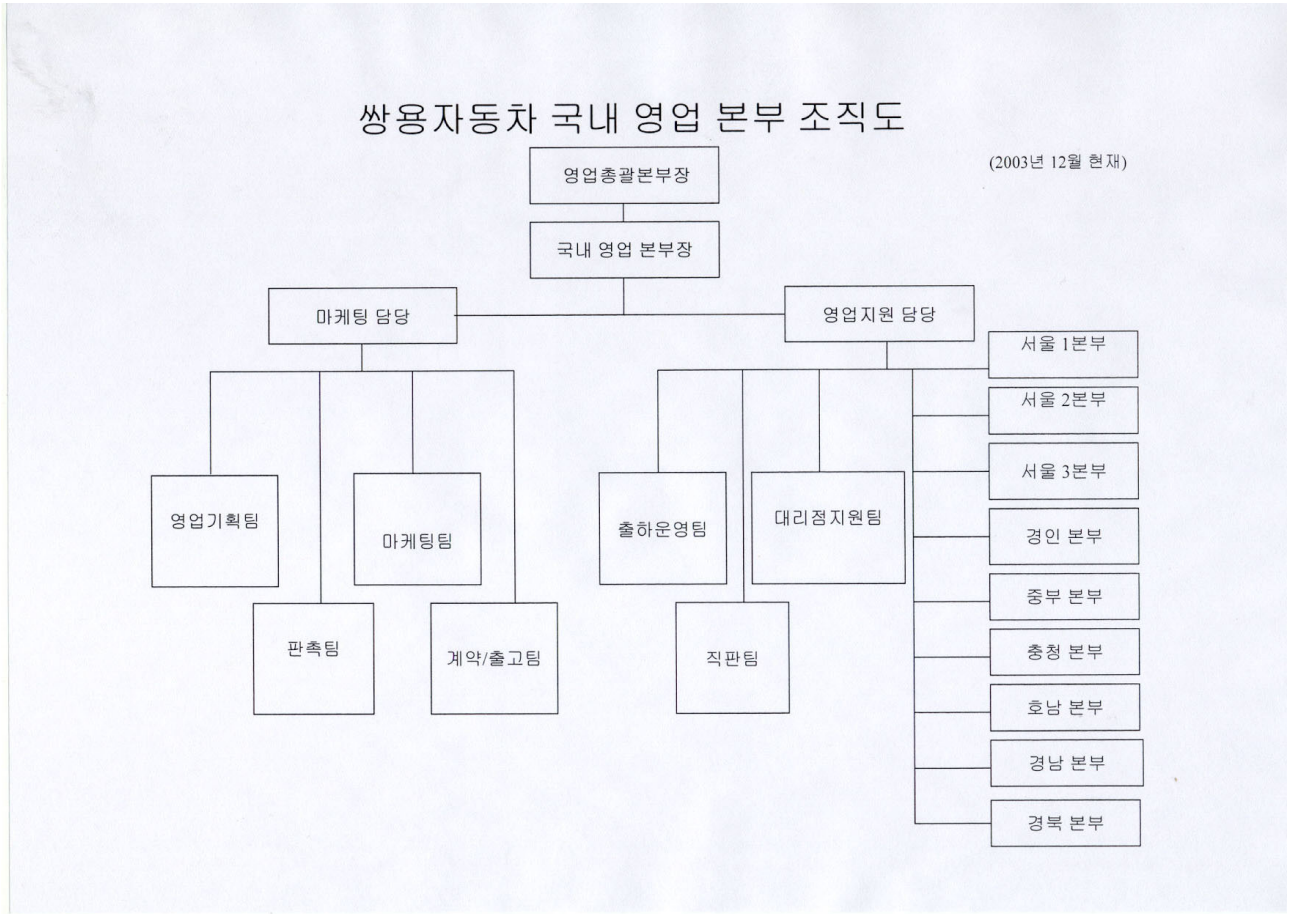 쌍용자동차 국내 영업 본부 조직도
(2003년 12월 현재)
영업총괄본부장
국내 영업 본부장
마케팅 담당
영업지원 담당
영업기획팀
판촉팀
마케팅팀
계약/출고팀
출하운영팀
직판팀
대리점지원팀
서울 1본부
서울 2본부
서울 3본부
경인 본부
중부 본부
충청 본부
호남 본부
경남 본부
경북 본부